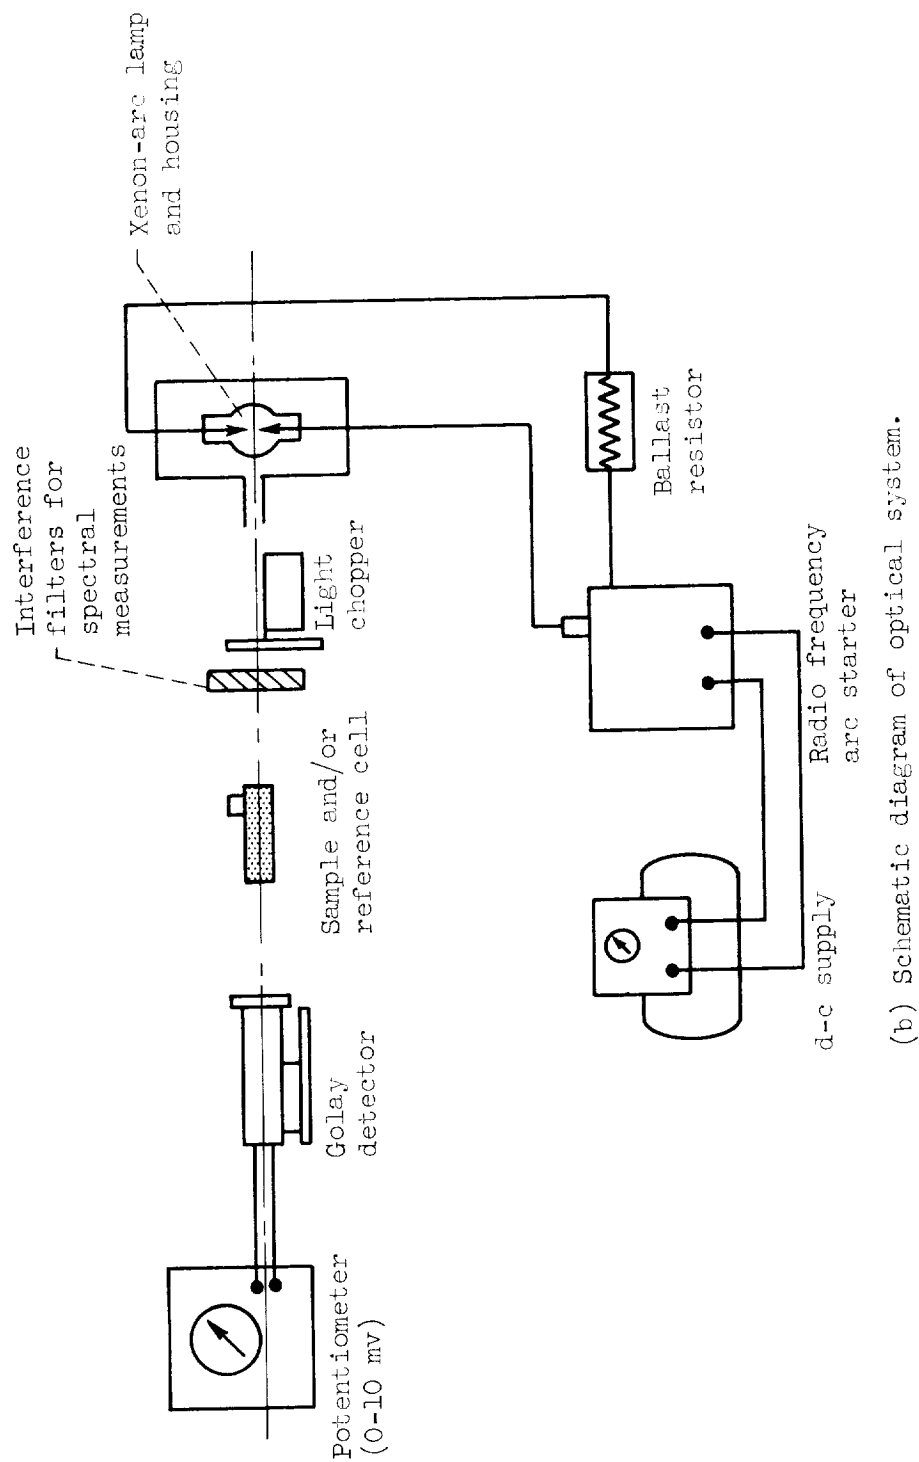 Interference
filters for
spectral
measurements
Xenon-arc lamp
and housing
Light
chopper
Sample and/or
reference cell
Golay
detector
Potentiometer
(0-10 mv)
Ballast
resistor
Radio frequency
arc starter
d-c supply
(b) Schematic diagram of optical system.